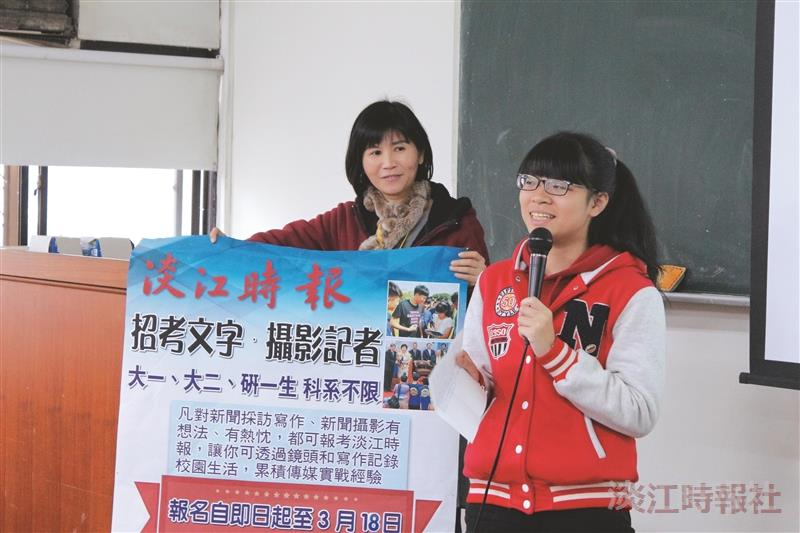 淡江時報
招考文字、攝影記者
大一、大二、研一生 科系不限
凡對新聞採訪寫作、新聞攝影有
想法、有熱忱，都可報考淡江時
報，讓你可透過鏡頭和寫作記錄
校園生活，累積傳媒實戰經驗
報名自即日起至3月18日
N
50
1950
淡江時報社